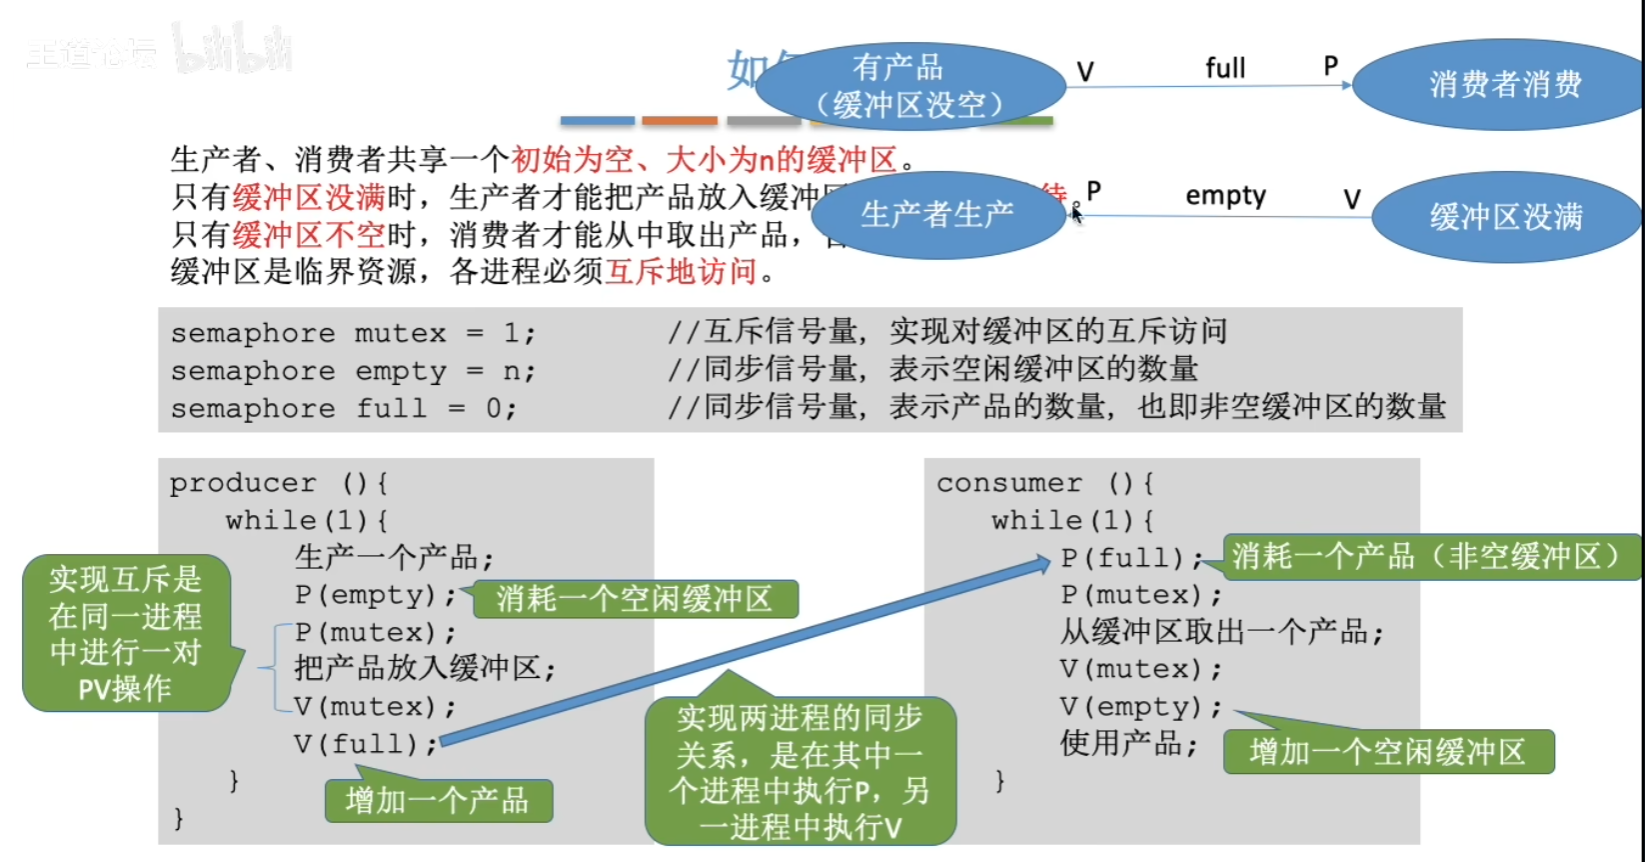 王道论坛 bilibili
如何
有产品
（缓冲区没空）
V full P
消费者消费
生产者、消费者共享一个初始为空、大小为n的缓冲区。
只有缓冲区没满时，生产者才能把产品放入缓冲
待。
生产者生产
P empty V
缓冲区没满
只有缓冲区不空时，消费者才能从中取出产品，
缓冲区是临界资源，各进程必须互斥地访问。
semaphore mutex = 1; //互斥信号量, 实现对缓冲区的互斥访问
semaphore empty = n; //同步信号量, 表示空闲缓冲区的数量
semaphore full = 0; //同步信号量, 表示产品的数量, 也即非空缓冲区的数量
producer (){
while(1){
生产一个产品;
P(empty);
消耗一个空闲缓冲区
P(mutex);
把产品放入缓冲区;
V(mutex);
V(full);
增加一个产品
}
}
实现互斥是
在同一进程
中进行一对
PV操作
实现两进程的同步
关系，是在其中一
个进程中执行P，另
一进程中执行V
consumer (){
while(1){
P(full);
消耗一个产品（非空缓冲区）
P(mutex);
从缓冲区取出一个产品;
V(mutex);
V(empty);
增加一个空闲缓冲区
使用产品;
}